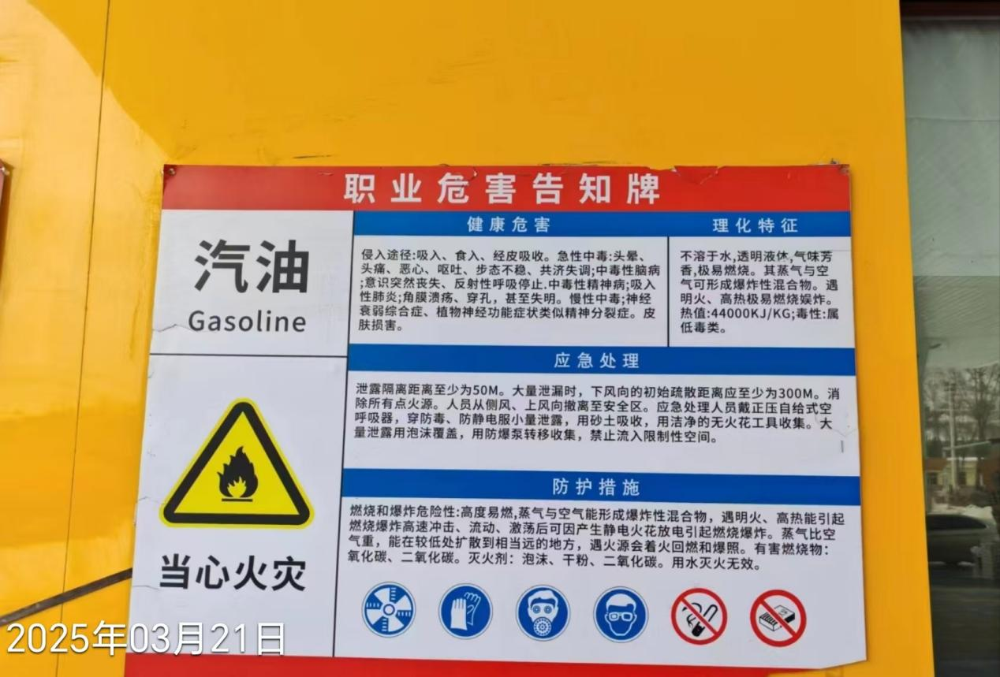 职业危害告知牌
汽油
Gasoline
当心火灾
健康危害
侵入途径:吸入、食入、经皮吸收。急性中毒:头晕、
头痛、恶心、呕吐、步态不稳、共济失调;中毒性脑病
;意识突然丧失、反射性呼吸停止.中毒性精神病;吸入
性肺炎;角膜溃疡、穿孔，甚至失明。慢性中毒;神经
衰弱综合症、植物神经功能症状类似精神分裂症。皮
肤损害。
理化特征
不溶于水,透明液休,气味芳
香,极易燃烧。其蒸气与空
气可形成爆炸性混合物。遇
明火、高热极易燃烧娱炸。
热值:44000KJ/KG;毒性:属
低毒类。
应急处理
泄露隔离距离至少为50M。大量泄漏时，下风向的初始疏散距离应至少为300M。消
除所有点火源。人员从侧风、上风向撤离至安全区。应急处理人员戴正压自给式空
呼吸器，穿防毒、防静电服小量泄露，用砂土吸收，用洁净的无火花工具收集。大
量泄露用泡沫覆盖，用防爆泵转移收集，禁止流入限制性空间。
防护措施
燃烧和爆炸危险性:高度易燃,蒸气与空气能形成爆炸性混合物，遇明火、高热能引起
燃烧爆炸高速冲击、流动、激荡后可因产生静电火花放电引起燃烧爆炸。蒸气比空
气重，能在较低处扩散到相当远的地方，遇火源会着火回燃和爆照。有害燃烧物：
氧化碳、二氧化碳。灭火剂：泡沫、干粉、二氧化碳。用水灭火无效。
2025年03月21日